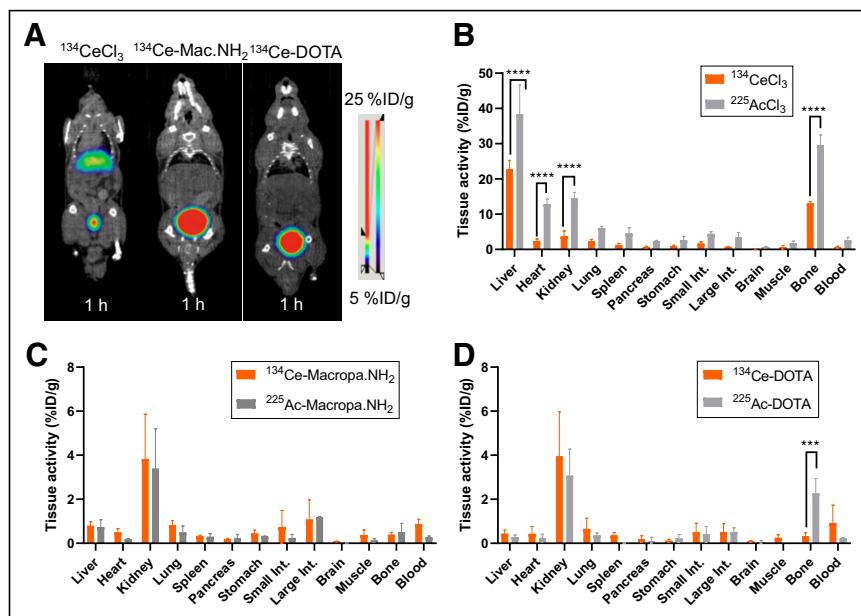 A
¹³⁴CeCl₃ ¹³⁴Ce-Mac.NH₂ ¹³⁴Ce-DOTA
25 %ID/g
5 %ID/g
1 h 1 h 1 h
B
Tissue activity (%ID/g)
50
40
30
20
10
0
¹³⁴CeCl₃
²²⁵AcCl₃
**** **** **** ****
Liver Heart Kidney Lung Spleen Pancreas Stomach Small Int. Large Int. Brain Muscle Bone Blood
C
Tissue activity (%ID/g)
8
6
4
2
0
¹³⁴Ce-Macropa.NH₂
²²⁵Ac-Macropa.NH₂
Liver Heart Kidney Lung Spleen Pancreas Stomach Small Int. Large Int. Brain Muscle Bone Blood
D
Tissue activity (%ID/g)
8
6
4
2
0
¹³⁴Ce-DOTA
²²⁵Ac-DOTA
***
Liver Heart Kidney Lung Spleen Pancreas Stomach Small Int. Large Int. Brain Muscle Bone Blood